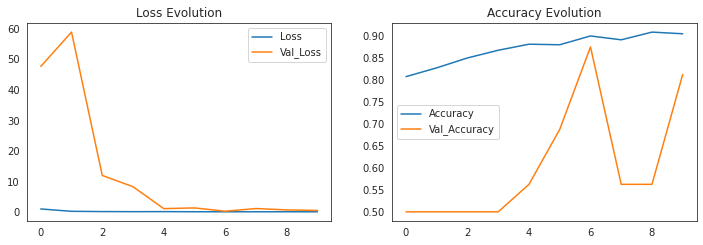 Loss Evolution
60
50
40
30
20
10
0
0 2 4 6 8
Loss
Val_Loss
Accuracy Evolution
0.90
0.85
0.80
0.75
0.70
0.65
0.60
0.55
0.50
0 2 4 6 8
Accuracy
Val_Accuracy